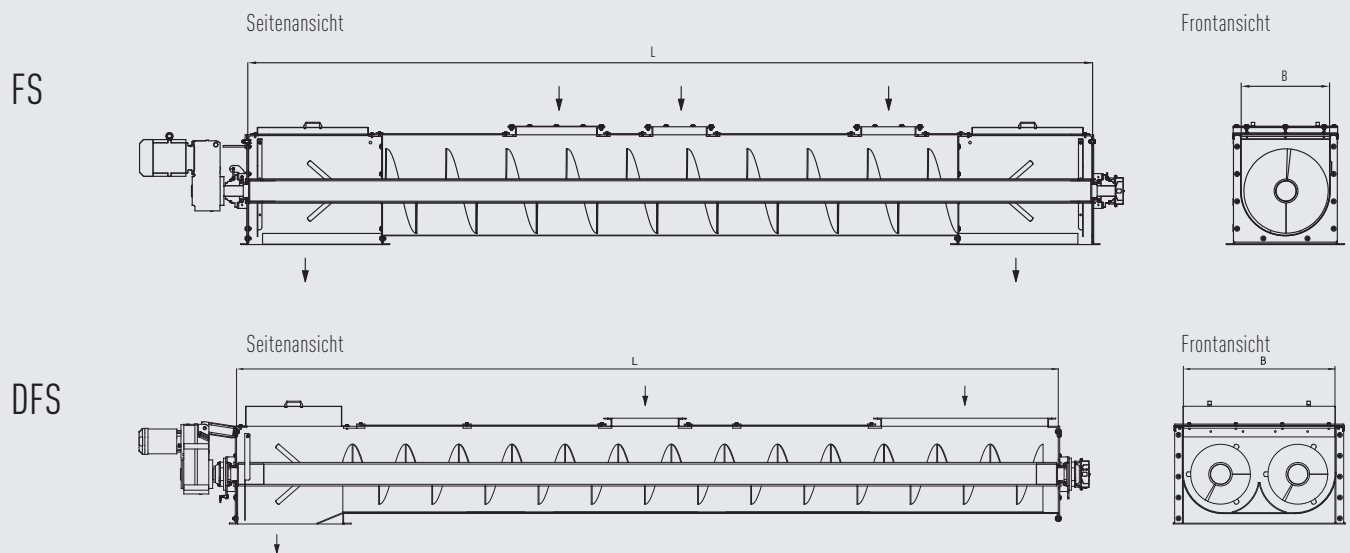 Seitenansicht
Frontansicht
L
B
FS
Seitenansicht
Frontansicht
L
B
DFS